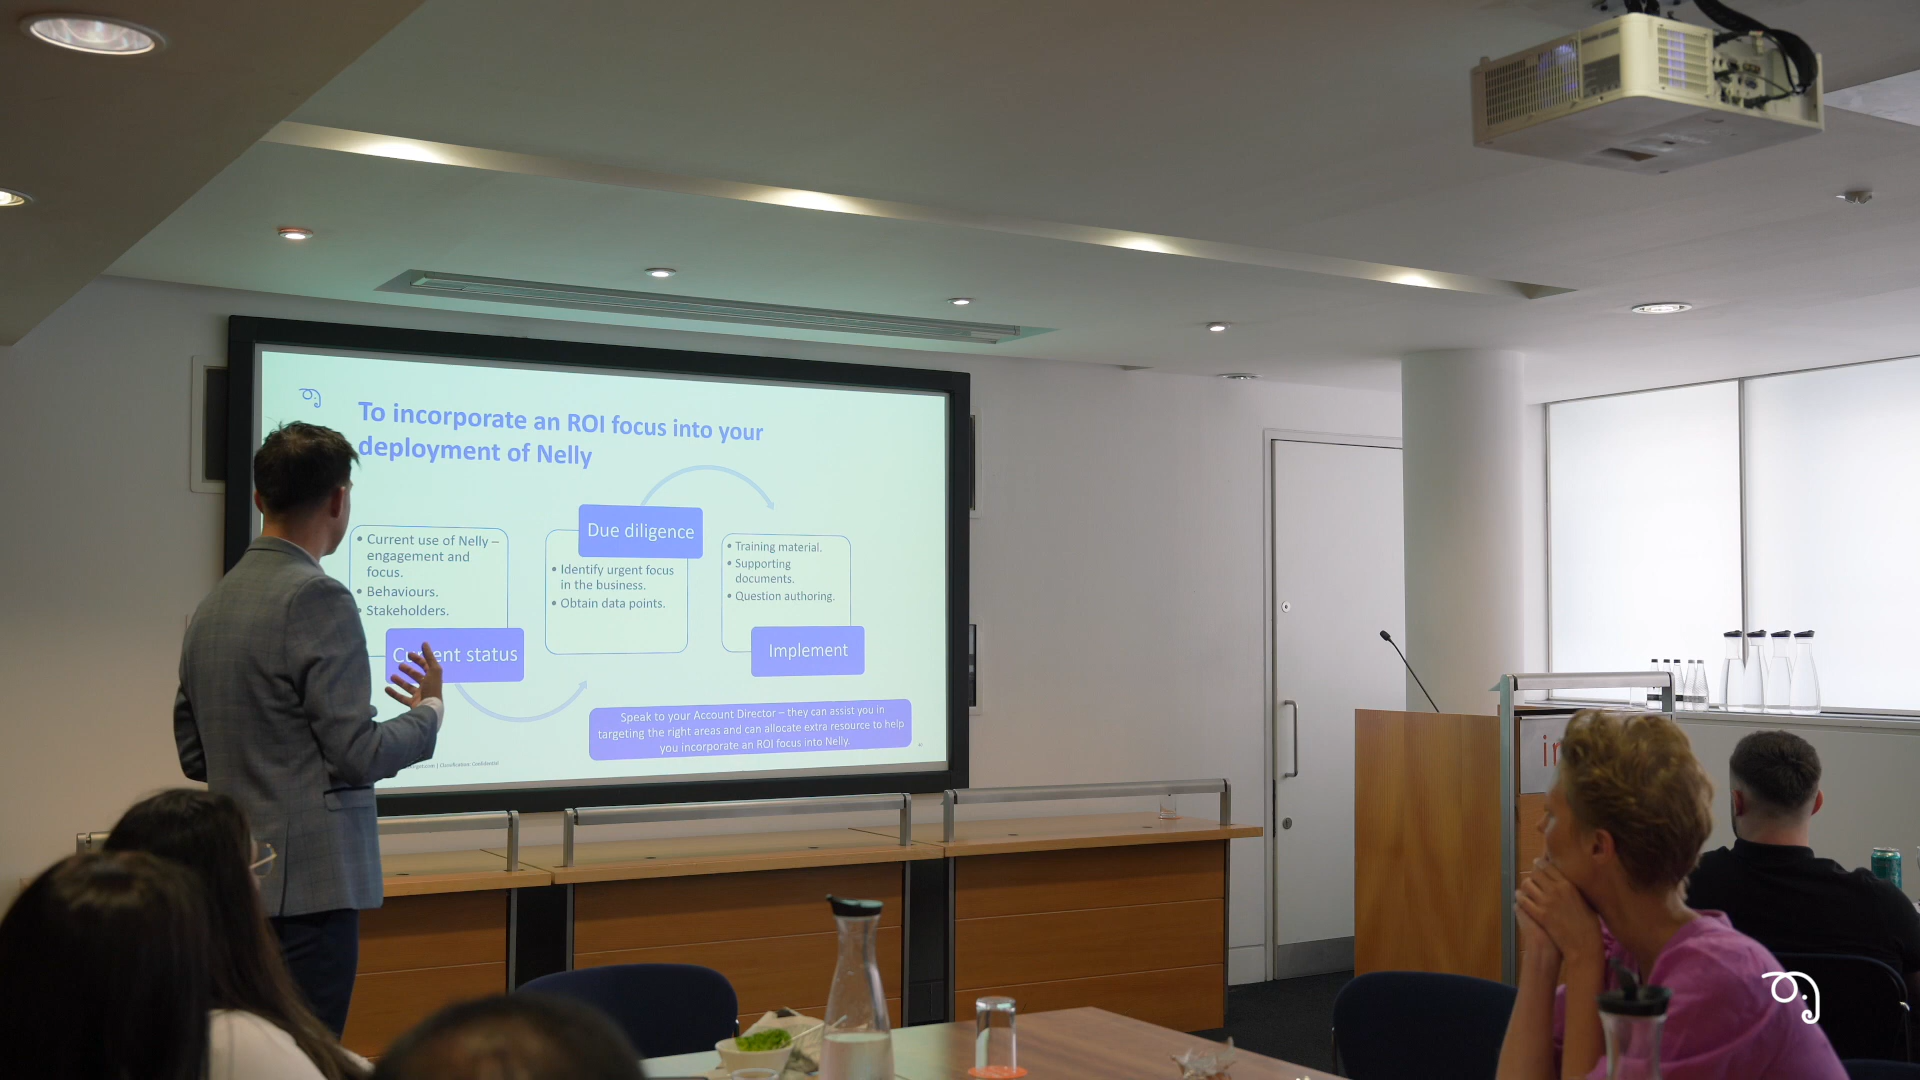 To incorporate an ROI focus into your
deployment of Nelly
• Current use of Nelly –
engagement and
focus.
• Behaviours.
• Stakeholders.
Current status
Due diligence
• Identify urgent focus
in the business.
• Obtain data points.
• Training material.
• Supporting
documents.
• Question authoring.
Implement
Speak to your Account Director – they can assist you in
targeting the right areas and can allocate extra resource to help
you incorporate an ROI focus into Nelly.
| Classification: Confidential